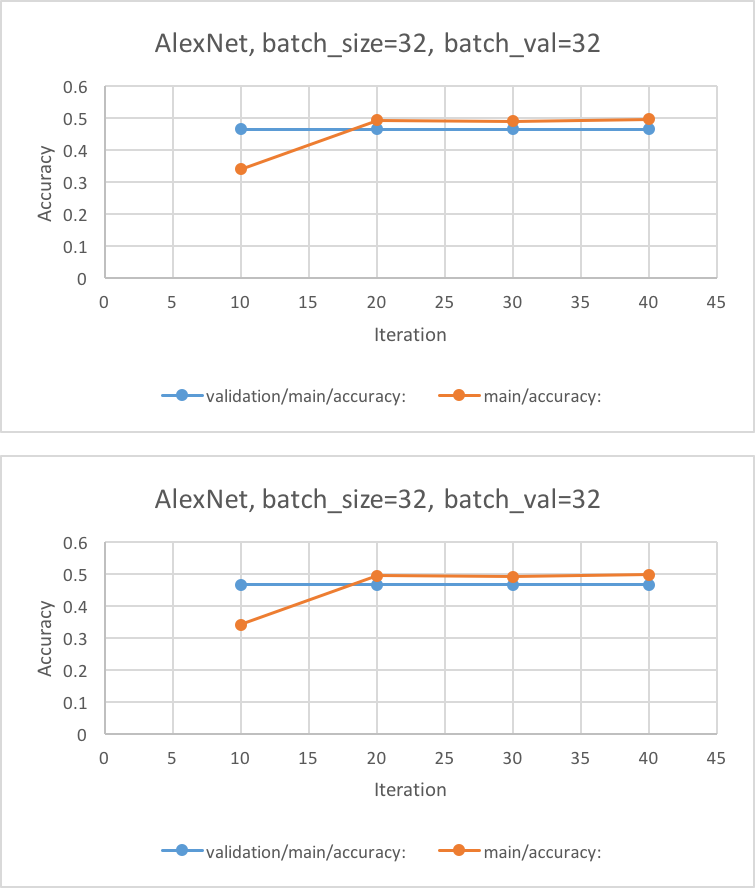 AlexNet, batch_size=32, batch_val=32
0.6
0.5
0.4
0.3
0.2
0.1
0
Accuracy
0 5 10 15 20 25 30 35 40 45
Iteration
validation/main/accuracy: main/accuracy:
AlexNet, batch_size=32, batch_val=32
0.6
0.5
0.4
0.3
0.2
0.1
0
Accuracy
0 5 10 15 20 25 30 35 40 45
Iteration
validation/main/accuracy: main/accuracy: